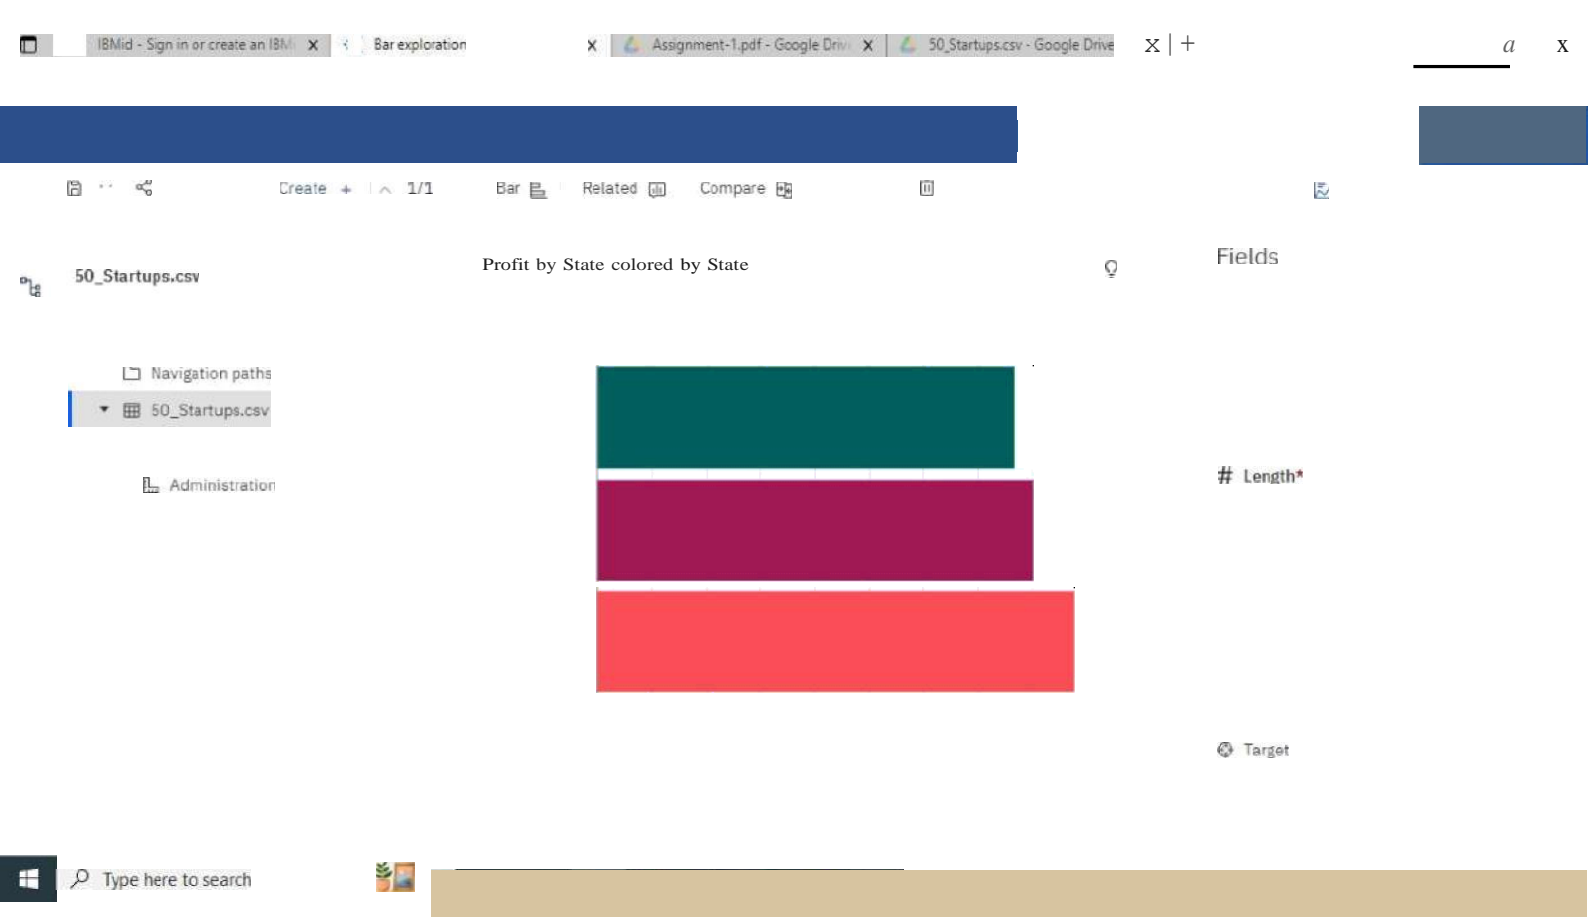 IBMid - Sign in or create an IBM X Bar exploration X Assignment-1.pdf - Google Driv X 50_Startups.csv - Google Drive X | + a x
Create + 1/1 Bar Related Compare
50_Startups.csv Profit by State colored by State Fields
Navigation paths
50_Startups.csv
Administration # Length*
Target
Type here to search